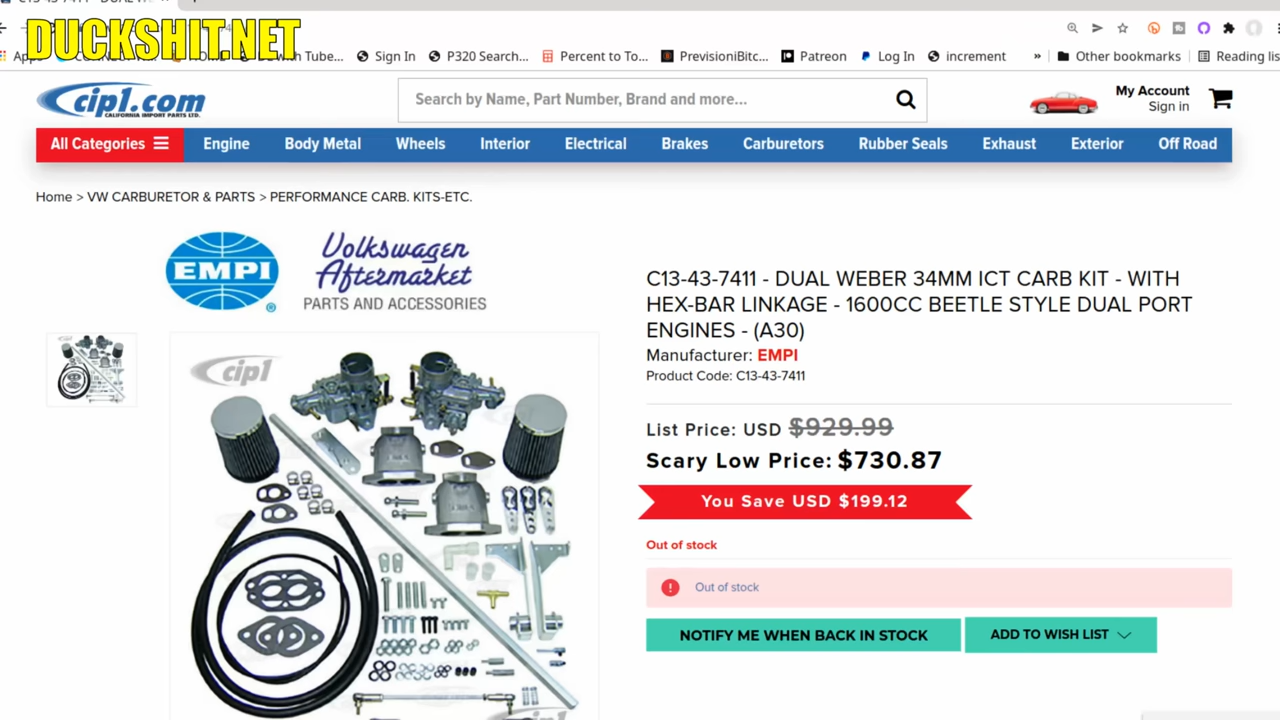 DUCKSHIT.NET
Sign In
P320 Search...
Percent to To...
PrevisioniBitc...
Patreon
Log In
increment
»
Other bookmarks
Reading lis
cip1.com
CALIFORNIA IMPORT PARTS LTD.
Search by Name, Part Number, Brand and more...
My Account
Sign in
All Categories
Engine
Body Metal
Wheels
Interior
Electrical
Brakes
Carburetors
Rubber Seals
Exhaust
Exterior
Off Road
Home > VW CARBURETOR & PARTS > PERFORMANCE CARB. KITS-ETC.
EMPI
®
Volkswagen
Aftermarket
PARTS AND ACCESSORIES
cip1
C13-43-7411 - DUAL WEBER 34MM ICT CARB KIT - WITH
HEX-BAR LINKAGE - 1600CC BEETLE STYLE DUAL PORT
ENGINES - (A30)
Manufacturer: EMPI
Product Code: C13-43-7411
List Price: USD $929.99
Scary Low Price: $730.87
You Save USD $199.12
Out of stock
Out of stock
NOTIFY ME WHEN BACK IN STOCK
ADD TO WISH LIST